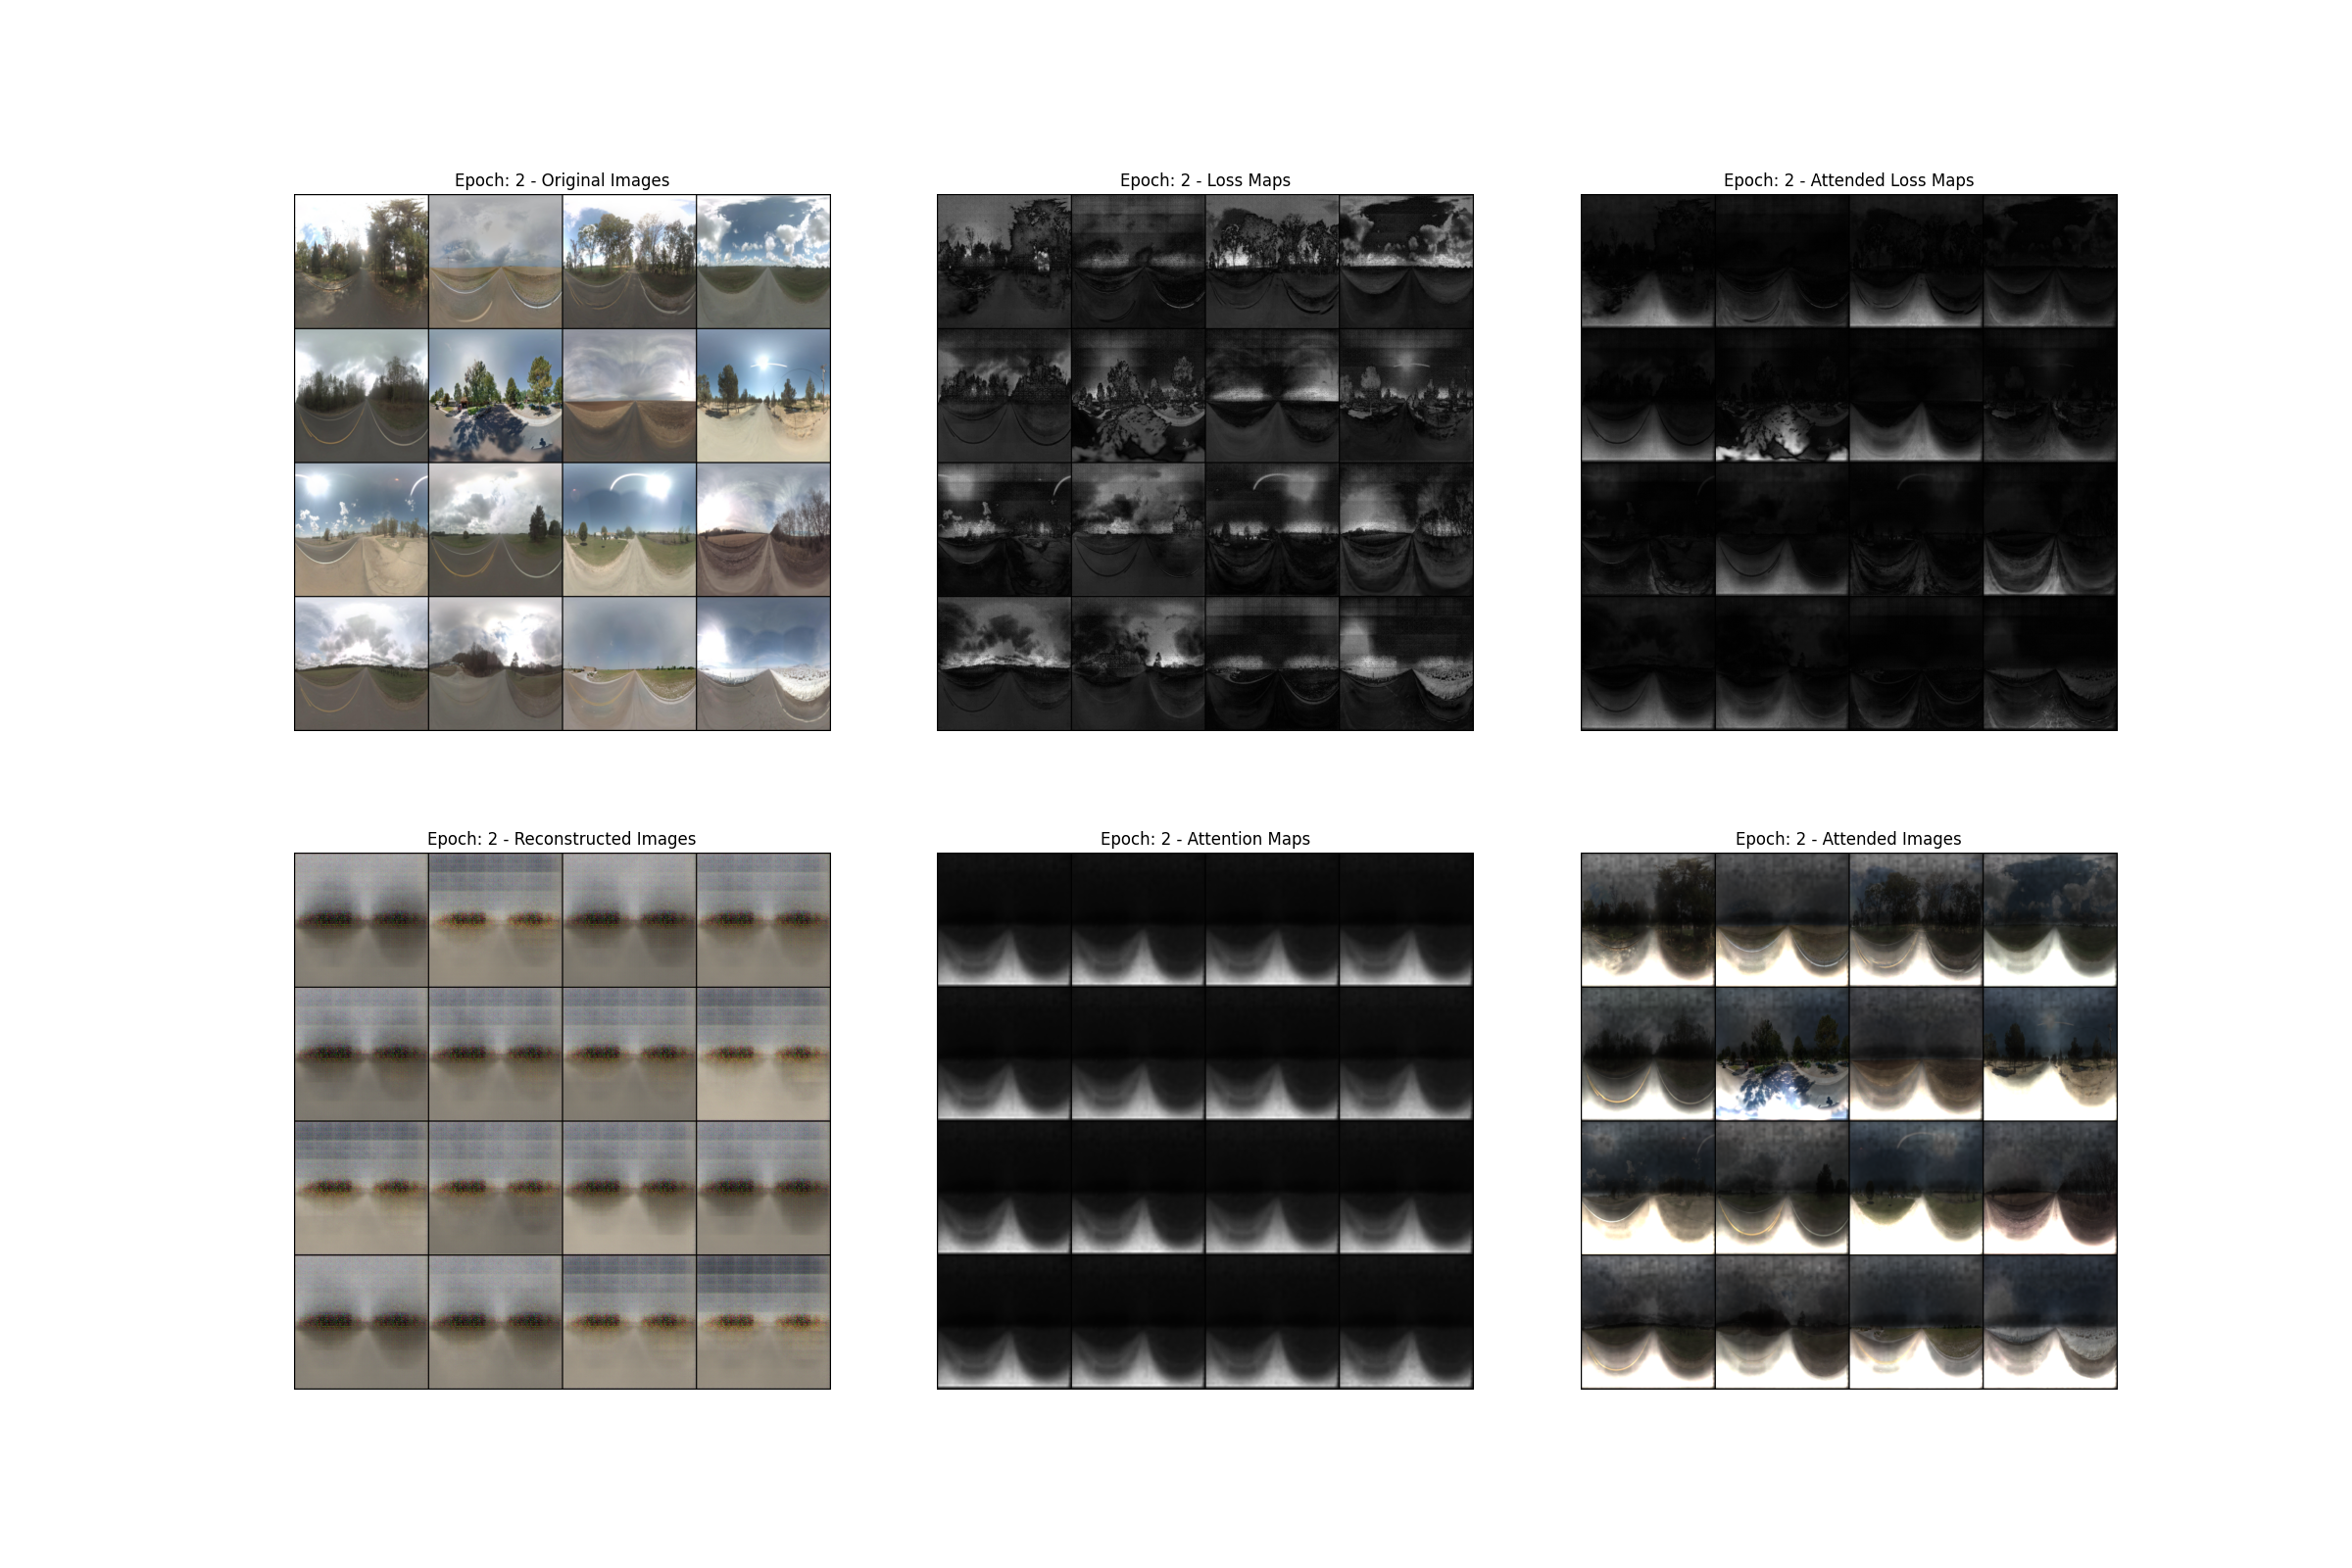 Epoch: 2 - Original Images
Epoch: 2 - Loss Maps
Epoch: 2 - Attended Loss Maps
Epoch: 2 - Reconstructed Images
Epoch: 2 - Attention Maps
Epoch: 2 - Attended Images